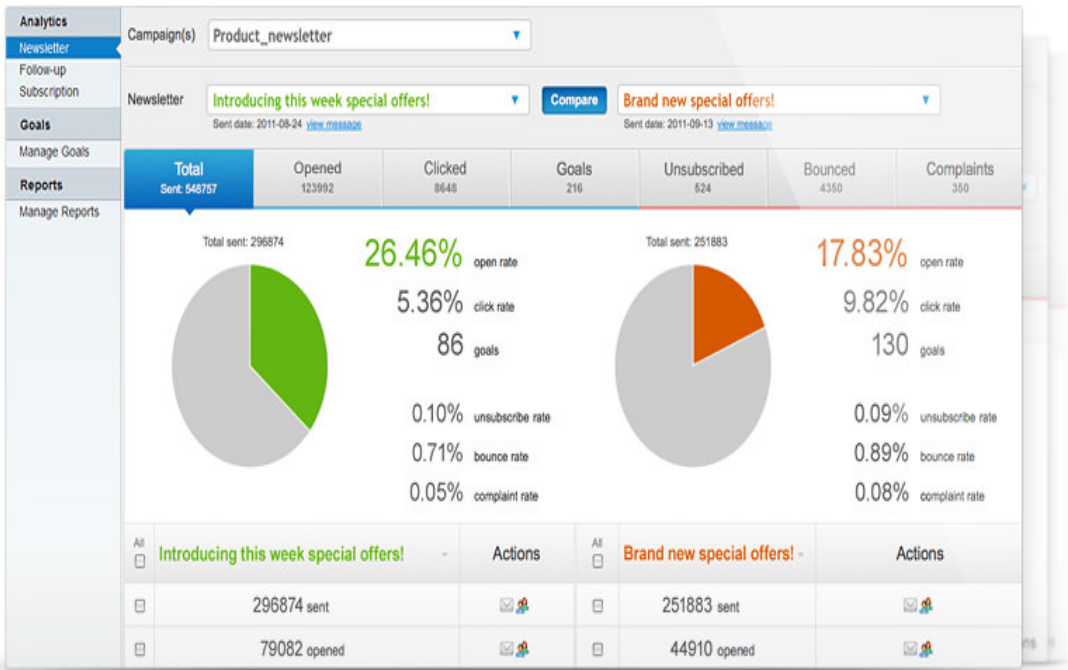 Analytics
Newsletter
Follow-up
Subscription
Goals
Manage Goals
Reports
Manage Reports
Campaign(s) Product_newsletter
Newsletter Introducing this week special offers! Compare Brand new special offers!
Sent date: 2011-08-24 view message Sent date: 2011-09-13 view message
Total Opened Clicked Goals Unsubscribed Bounced Complaints
Sent: 548757 123992 8648 216 524 4350 350
Total sent: 296874
26.46% open rate
5.36% click rate
86 goals
0.10% unsubscribe rate
0.71% bounce rate
0.05% complaint rate
Total sent: 251883
17.83% open rate
9.82% click rate
130 goals
0.09% unsubscribe rate
0.89% bounce rate
0.08% complaint rate
All Introducing this week special offers! Actions All Brand new special offers! Actions
296874 sent 251883 sent
79082 opened 44910 opened